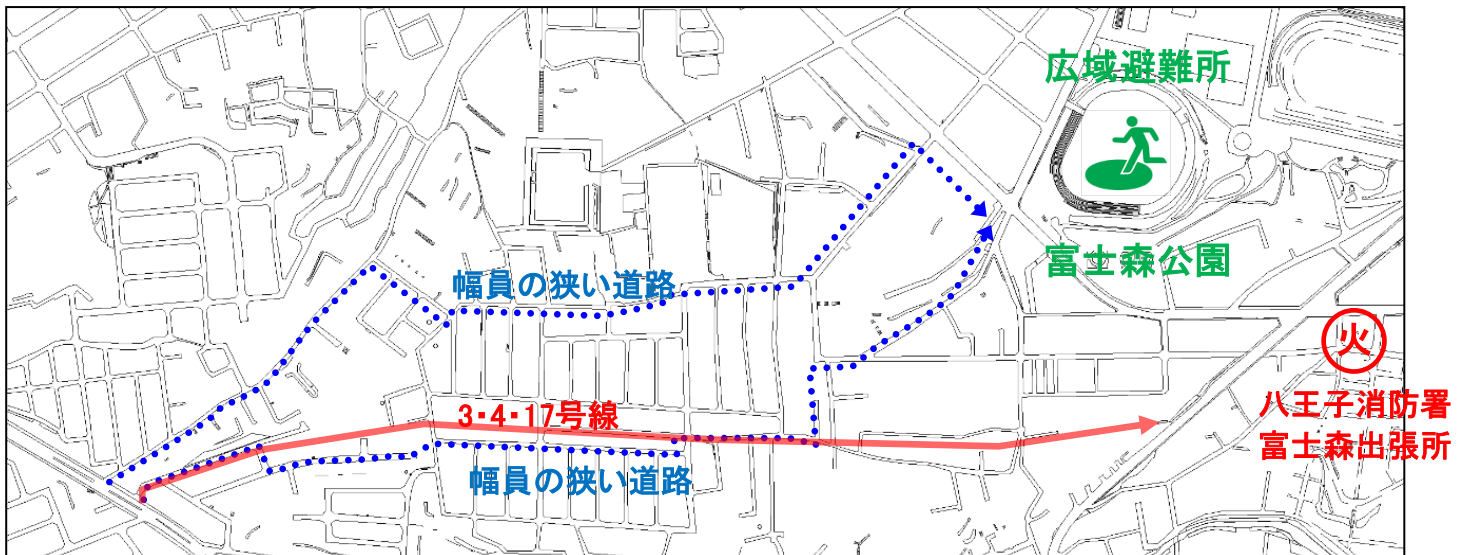 広域避難所
富士森公園
幅員の狭い道路
火
3・4・17号線
八王子消防署
富士森出張所
幅員の狭い道路